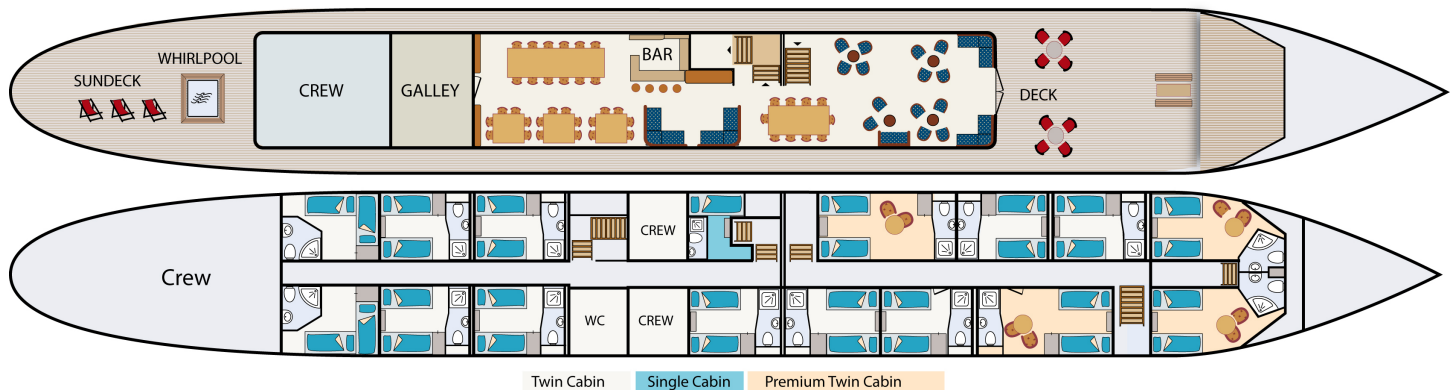 WHIRLPOOL
SUNDECK
CREW
GALLEY
BAR
DECK
Crew
CREW
WC
CREW
Twin Cabin
Single Cabin
Premium Twin Cabin